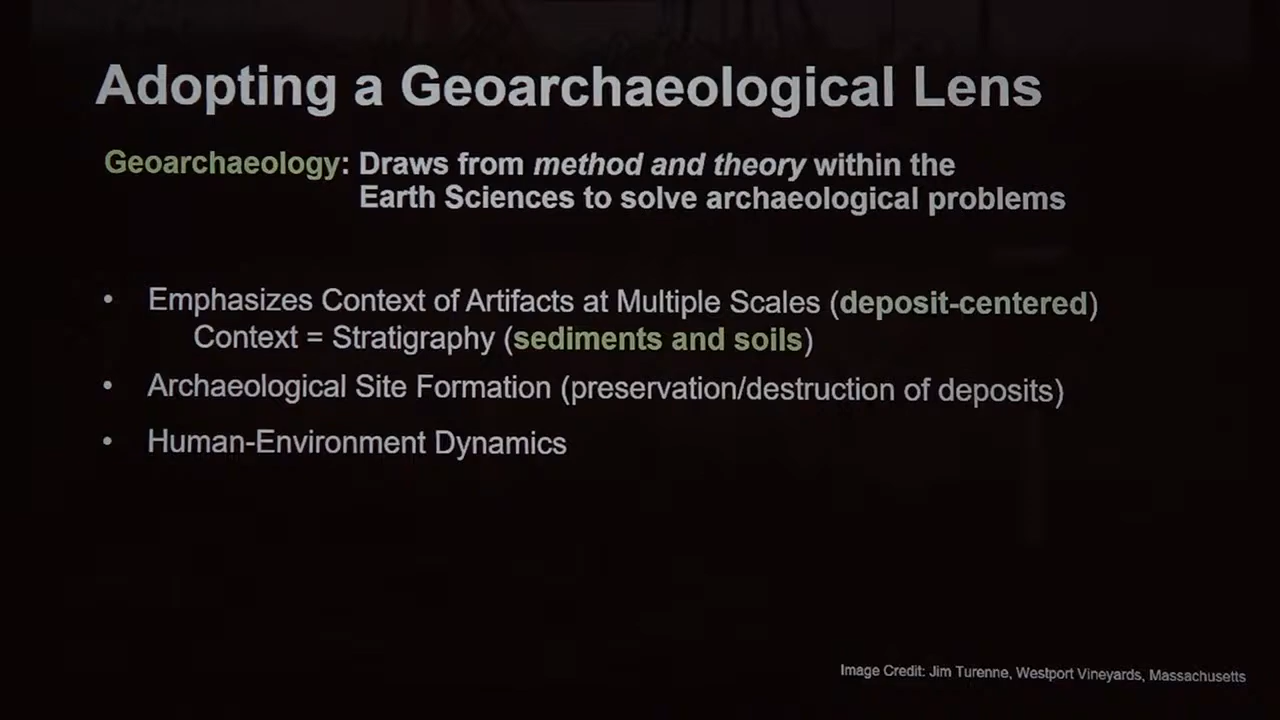 Adopting a Geoarchaeological Lens
Geoarchaeology: Draws from method and theory within the
Earth Sciences to solve archaeological problems
• Emphasizes Context of Artifacts at Multiple Scales (deposit-centered)
Context = Stratigraphy (sediments and soils)
• Archaeological Site Formation (preservation/destruction of deposits)
• Human-Environment Dynamics
Image Credit: Jim Turenne, Westport Vineyards, Massachusetts